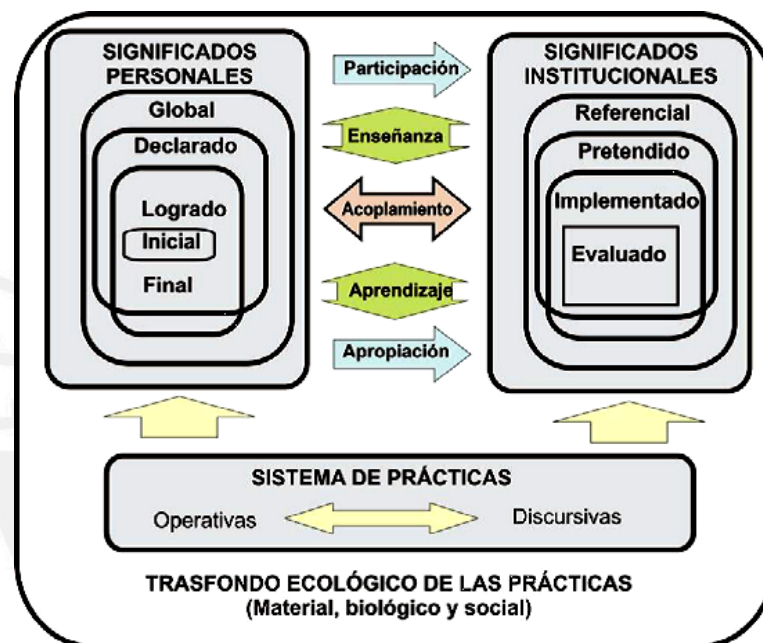 SIGNIFICADOS
PERSONALES
Global
Declarado
Logrado
Inicial
Final
Participación
Enseñanza
Acoplamiento
Aprendizaje
Apropiación
SIGNIFICADOS
INSTITUCIONALES
Referencial
Pretendido
Implementado
Evaluado
SISTEMA DE PRÁCTICAS
Operativas
Discursivas
TRASFONDO ECOLÓGICO DE LAS PRÁCTICAS
(Material, biológico y social)